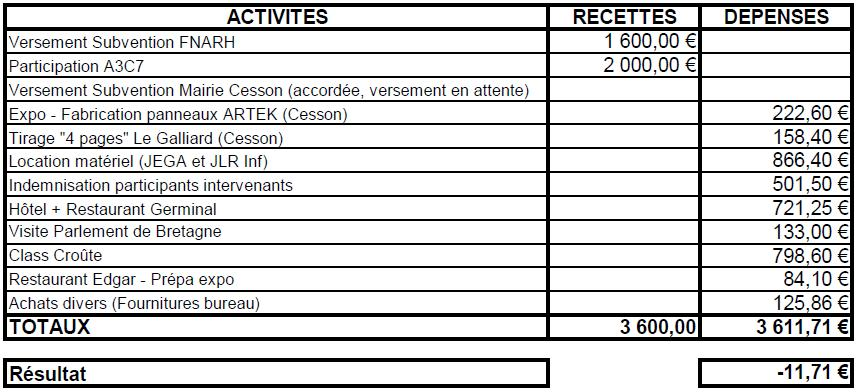 ACTIVITES RECETTES DEPENSES
Versement Subvention FNARH 1 600,00 €
Participation A3C7 2 000,00 €
Versement Subvention Mairie Cesson (accordée, versement en attente)
Expo - Fabrication panneaux ARTEK (Cesson) 222,60 €
Tirage "4 pages" Le Galliard (Cesson) 158,40 €
Location matériel (JEGA et JLR Inf) 866,40 €
Indemnisation participants intervenants 501,50 €
Hôtel + Restaurant Germinal 721,25 €
Visite Parlement de Bretagne 133,00 €
Class Croûte 798,60 €
Restaurant Edgar - Prépa expo 84,10 €
Achats divers (Fournitures bureau) 125,86 €
TOTAUX 3 600,00 3 611,71 €
Résultat -11,71 €